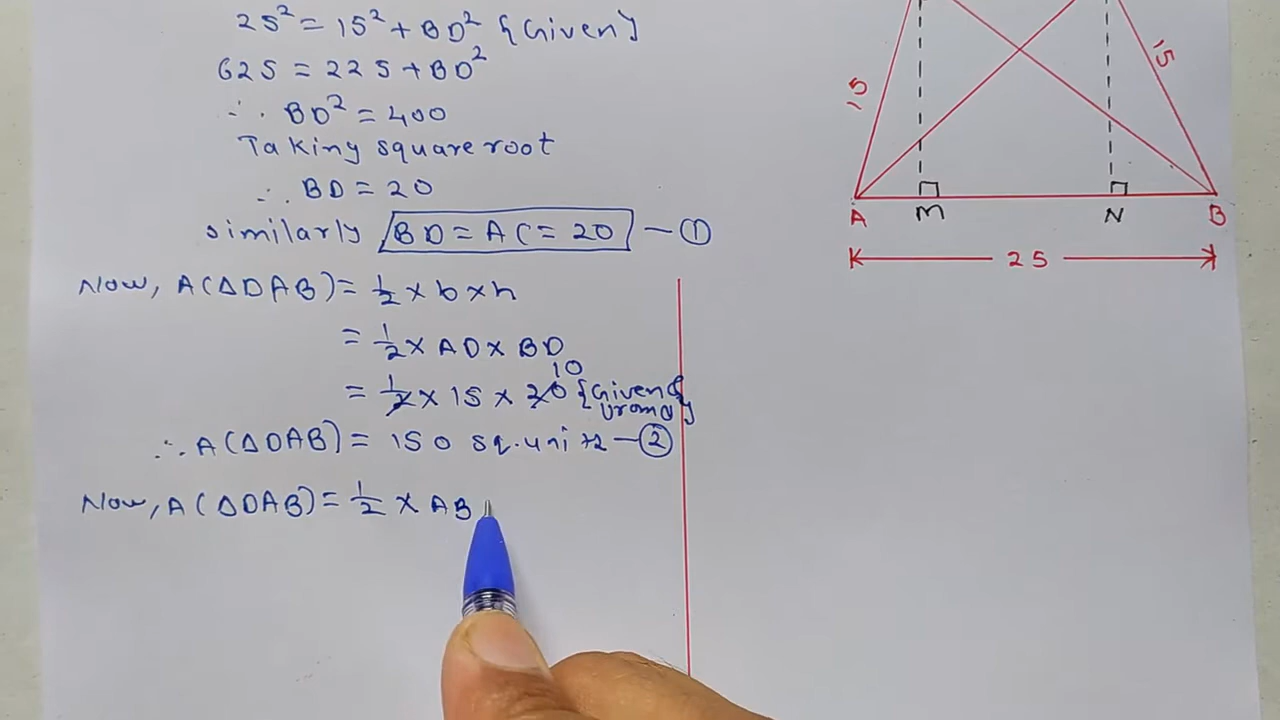 25² = 15² + BD² {Given}
625 = 225 + BD²
∴ BD² = 400
Taking square root
∴ BD = 20
similarly BD = AC = 20 — ①
Now, A(ΔDAB) = 1/2 × b × h
= 1/2 × AD × BD
10
= 1/2 × 15 × 20 {Given &
from ①}
∴ A(ΔDAB) = 150 sq. units — ②
Now, A(ΔDAB) = 1/2 × AB
15
15
A M N B
25